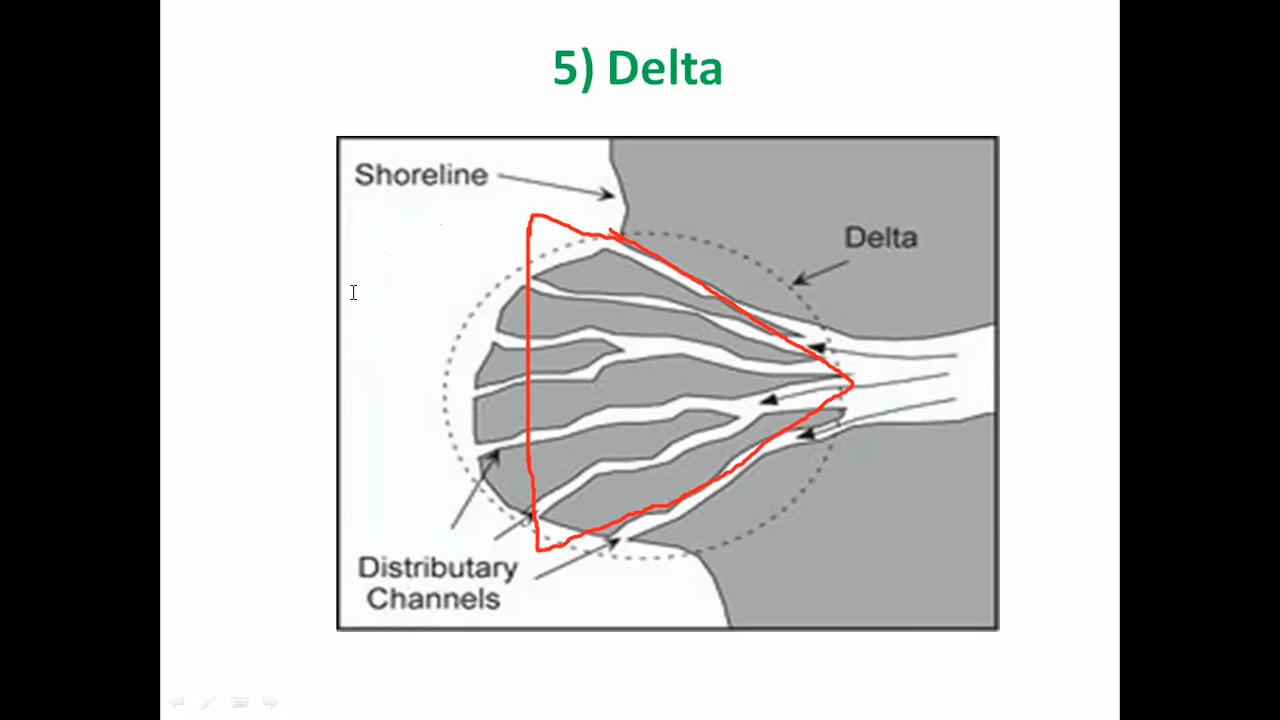 5) Delta
Shoreline
Delta
Distributary
Channels